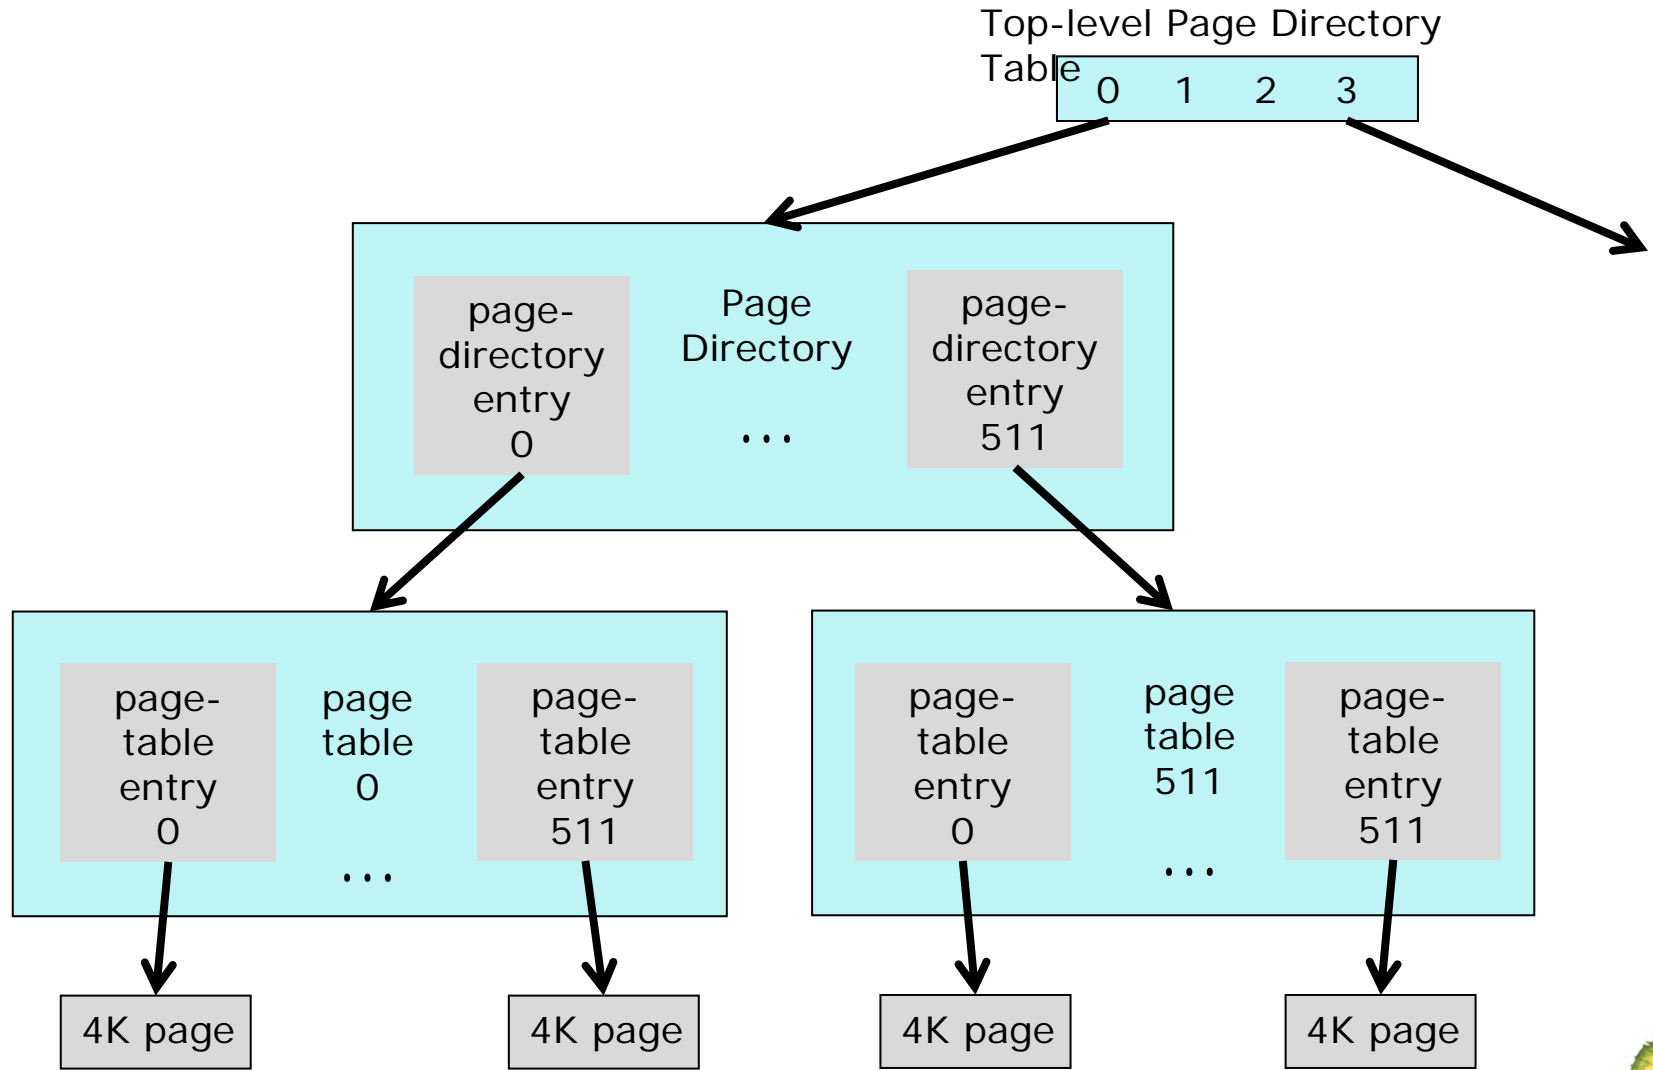 Top-level Page Directory
Table
0 1 2 3
page-
directory
entry
0
Page
Directory
...
page-
directory
entry
511
page-
table
entry
0
page
table
0
...
page-
table
entry
511
page-
table
entry
0
page
table
511
...
page-
table
entry
511
4K page
4K page
4K page
4K page